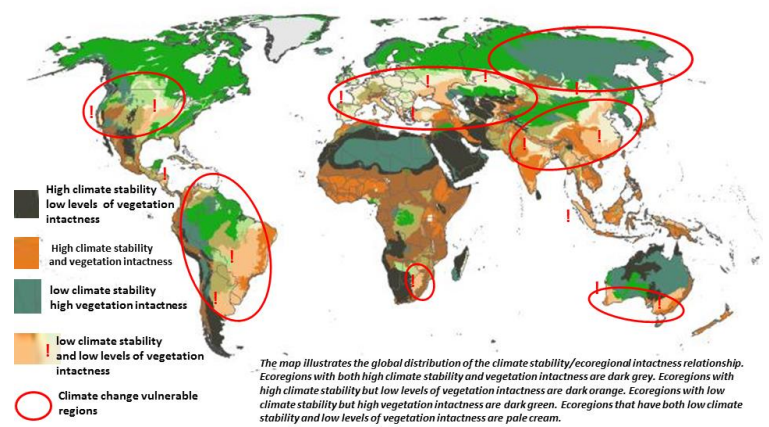 High climate stability
low levels of vegetation
intactness
High climate stability
and vegetation intactness
low climate stability
high vegetation intactness
! low climate stability
and low levels of vegetation
intactness
Climate change vulnerable
regions
The map illustrates the global distribution of the climate stability/ecoregional intactness relationship.
Ecoregions with both high climate stability and vegetation intactness are dark grey. Ecoregions with
high climate stability but low levels of vegetation intactness are dark orange. Ecoregions with low
climate stability but high vegetation intactness are dark green. Ecoregions that have both low climate
stability and low levels of vegetation intactness are pale cream.